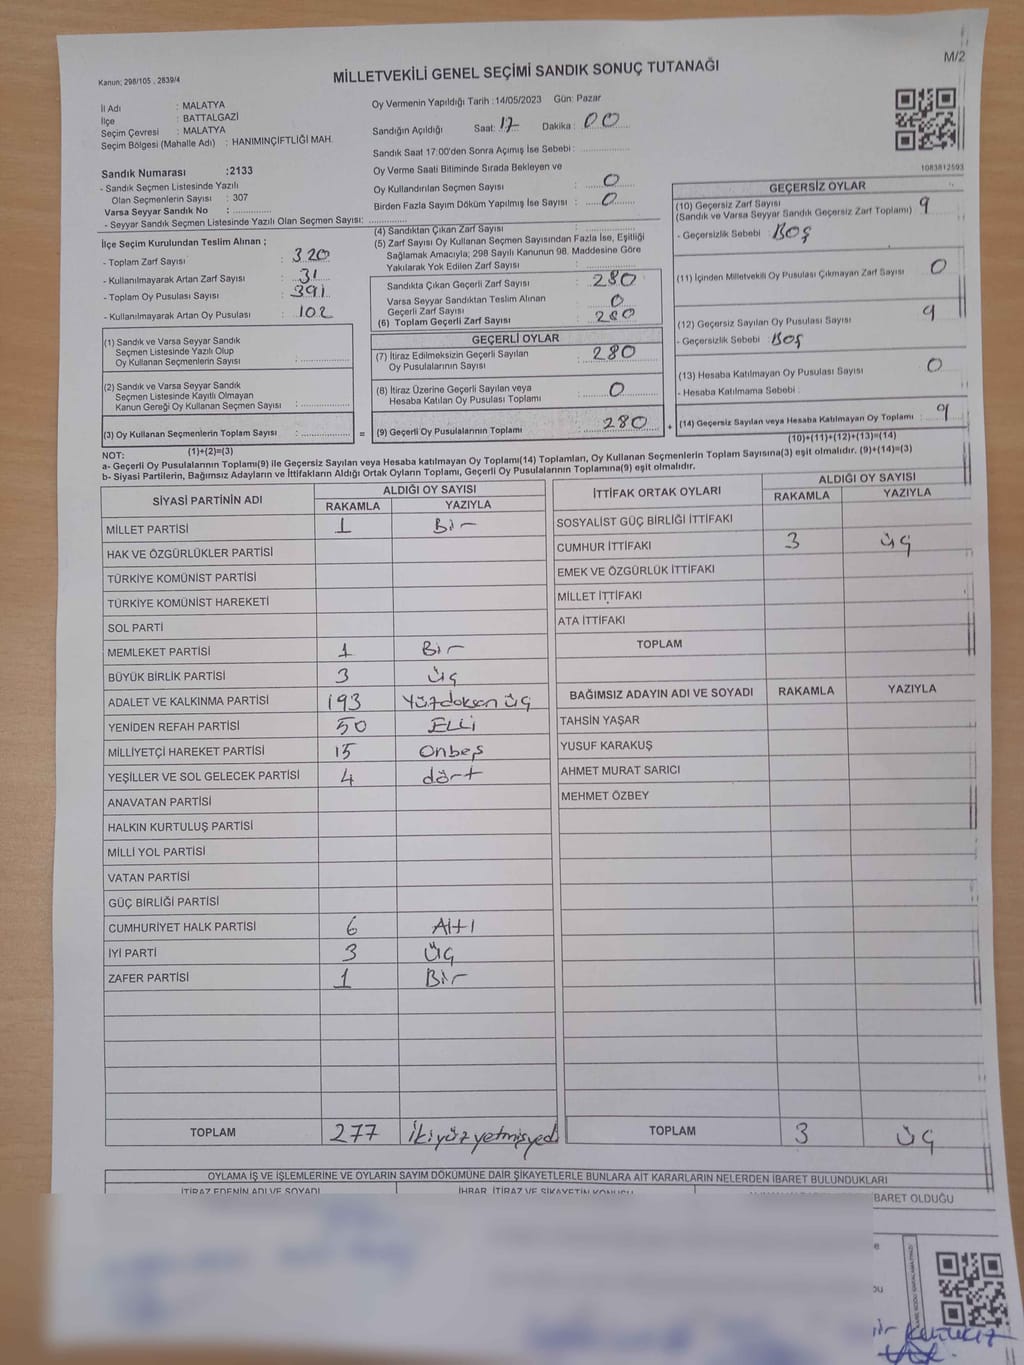 M/2
Kanun; 298/105 , 2839/4
MİLLETVEKİLİ GENEL SEÇİMİ SANDIK SONUÇ TUTANAĞI
İl Adı : MALATYA
İlçe : BATTALGAZİ
Seçim Çevresi : MALATYA
Seçim Bölgesi (Mahalle Adı) : HANIMINÇİFTLİĞİ MAH.
Sandık Numarası :2133
- Sandık Seçmen Listesinde Yazılı
Olan Seçmenlerin Sayısı : 307
Varsa Seyyar Sandık No :
- Seyyar Sandık Seçmen Listesinde Yazılı Olan Seçmen Sayısı:
İlçe Seçim Kurulundan Teslim Alınan ;
- Toplam Zarf Sayısı : 320
- Kullanılmayarak Artan Zarf Sayısı : 31
- Toplam Oy Pusulası Sayısı : 391
- Kullanılmayarak Artan Oy Pusulası : 102
(1) Sandık ve Varsa Seyyar Sandık
Seçmen Listesinde Yazılı Olup
Oy Kullanan Seçmenlerin Sayısı :
(2) Sandık ve Varsa Seyyar Sandık
Seçmen Listesinde Kayıtlı Olmayan
Kanun Gereği Oy Kullanan Seçmen Sayısı :
(3) Oy Kullanan Seçmenlerin Toplam Sayısı :
(1)+(2)=(3)
Oy Vermenin Yapıldığı Tarih :14/05/2023 Gün: Pazar
Sandığın Açıldığı Saat: 17 Dakika : 00
Sandık Saat 17:00'den Sonra Açımış İse Sebebi :
Oy Verme Saati Bitiminde Sırada Bekleyen ve
Oy Kullandırılan Seçmen Sayısı : 0
Birden Fazla Sayım Döküm Yapılmış İse Sayısı : 0
(4) Sandıktan Çıkan Zarf Sayısı :
(5) Zarf Sayısı Oy Kullanan Seçmen Sayısından Fazla İse, Eşitliği
Sağlamak Amacıyla; 298 Sayılı Kanunun 98. Maddesine Göre
Yakılarak Yok Edilen Zarf Sayısı :
Sandıkta Çıkan Geçerli Zarf Sayısı : 280
Varsa Seyyar Sandıktan Teslim Alınan
Geçerli Zarf Sayısı : 0
(6) Toplam Geçerli Zarf Sayısı : 280
GEÇERLİ OYLAR
(7) İtiraz Edilmeksizin Geçerli Sayılan
Oy Pusulalarının Sayısı : 280
(8) İtiraz Üzerine Geçerli Sayılan veya
Hesaba Katılan Oy Pusulası Toplamı : 0
= (9) Geçerli Oy Pusulalarının Toplamı : 280
1083812593
GEÇERSİZ OYLAR
(10) Geçersiz Zarf Sayısı
(Sandık ve Varsa Seyyar Sandık Geçersiz Zarf Toplamı) : 9
- Geçersizlik Sebebi : Boş
(11) İçinden Milletvekili Oy Pusulası Çıkmayan Zarf Sayısı : 0
(12) Geçersiz Sayılan Oy Pusulası Sayısı : 9
- Geçersizlik Sebebi : Boş
(13) Hesaba Katılmayan Oy Pusulası Sayısı : 0
- Hesaba Katılmama Sebebi :
+ (14) Geçersiz Sayılan veya Hesaba Katılmayan Oy Toplamı : 9
(10)+(11)+(12)+(13)=(14)
NOT:
a- Geçerli Oy Pusulalarının Toplamı(9) ile Geçersiz Sayılan veya Hesaba katılmayan Oy Toplamı(14) Toplamları, Oy Kullanan Seçmenlerin Toplam Sayısına(3) eşit olmalıdır. (9)+(14)=(3)
b- Siyasi Partilerin, Bağımsız Adayların ve İttifakların Aldığı Ortak Oyların Toplamı, Geçerli Oy Pusulalarının Toplamına(9) eşit olmalıdır.
SİYASİ PARTİNİN ADI ALDIĞI OY SAYISI
RAKAMLA YAZIYLA
MİLLET PARTİSİ 1 Bir
HAK VE ÖZGÜRLÜKLER PARTİSİ
TÜRKİYE KOMÜNİST PARTİSİ
TÜRKİYE KOMÜNİST HAREKETİ
SOL PARTİ
MEMLEKET PARTİSİ 1 Bir
BÜYÜK BİRLİK PARTİSİ 3 üç
ADALET VE KALKINMA PARTİSİ 193 Yüzdoksan üç
YENİDEN REFAH PARTİSİ 50 ELLi
MİLLİYETÇİ HAREKET PARTİSİ 15 Onbeş
YEŞİLLER VE SOL GELECEK PARTİSİ 4 dört
ANAVATAN PARTİSİ
HALKIN KURTULUŞ PARTİSİ
MİLLİ YOL PARTİSİ
VATAN PARTİSİ
GÜÇ BİRLİĞİ PARTİSİ
CUMHURİYET HALK PARTİSİ 6 Altı
İYİ PARTİ 3 üç
ZAFER PARTİSİ 1 Bir
TOPLAM 277 ikiyüzyetmişyedi
İTTİFAK ORTAK OYLARI ALDIĞI OY SAYISI
RAKAMLA YAZIYLA
SOSYALİST GÜÇ BİRLİĞİ İTTİFAKI
CUMHUR İTTİFAKI 3 üç
EMEK VE ÖZGÜRLÜK İTTİFAKI
MİLLET İTTİFAKI
ATA İTTİFAKI
TOPLAM
BAĞIMSIZ ADAYIN ADI VE SOYADI RAKAMLA YAZIYLA
TAHSİN YAŞAR
YUSUF KARAKUŞ
AHMET MURAT SARICI
MEHMET ÖZBEY
TOPLAM 3 üç
OYLAMA İŞ VE İŞLEMLERİNE VE OYLARIN SAYIM DÖKÜMÜNE DAİR ŞİKAYETLERLE BUNLARA AİT KARARLARIN NELERDEN İBARET BULUNDUKLARI
İTİRAZ EDENİN ADI VE SOYADI İHBAR, İTİRAZ VE ŞİKAYETİN KONUSU BARET OLDUĞU